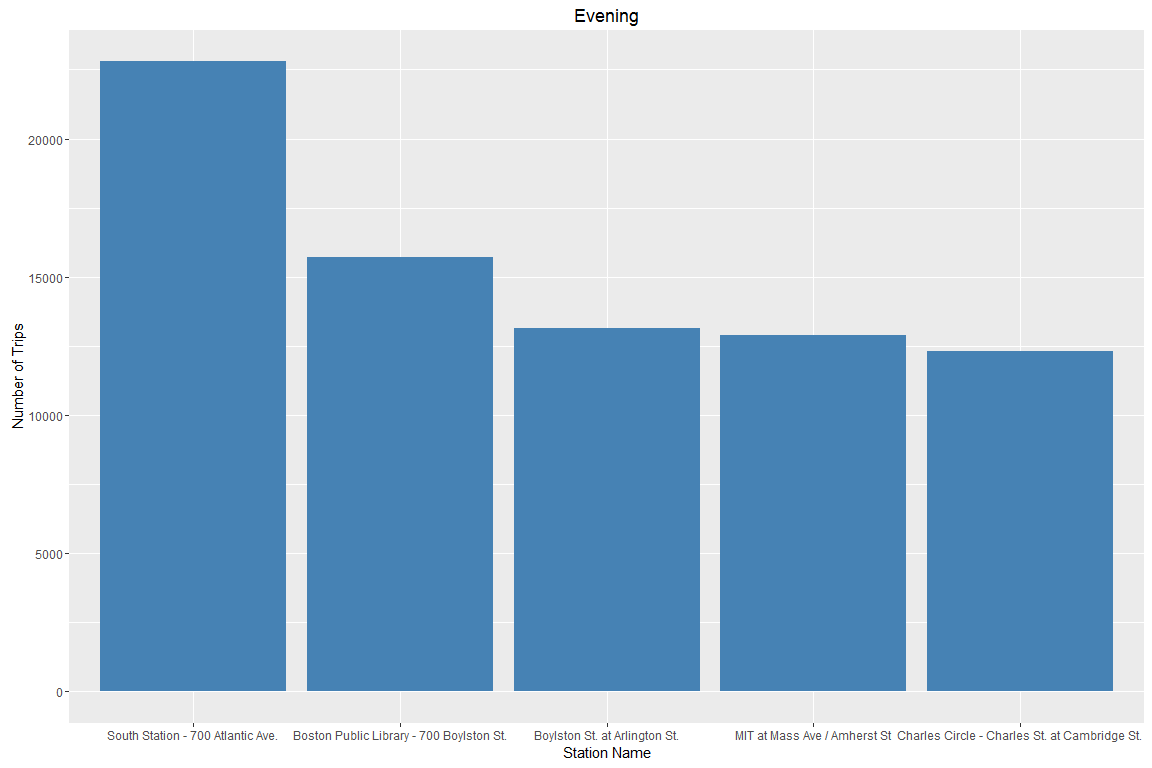 Evening
Number of Trips
20000
15000
10000
5000
0
South Station - 700 Atlantic Ave.
Boston Public Library - 700 Boylston St.
Boylston St. at Arlington St.
MIT at Mass Ave / Amherst St
Charles Circle - Charles St. at Cambridge St.
Station Name